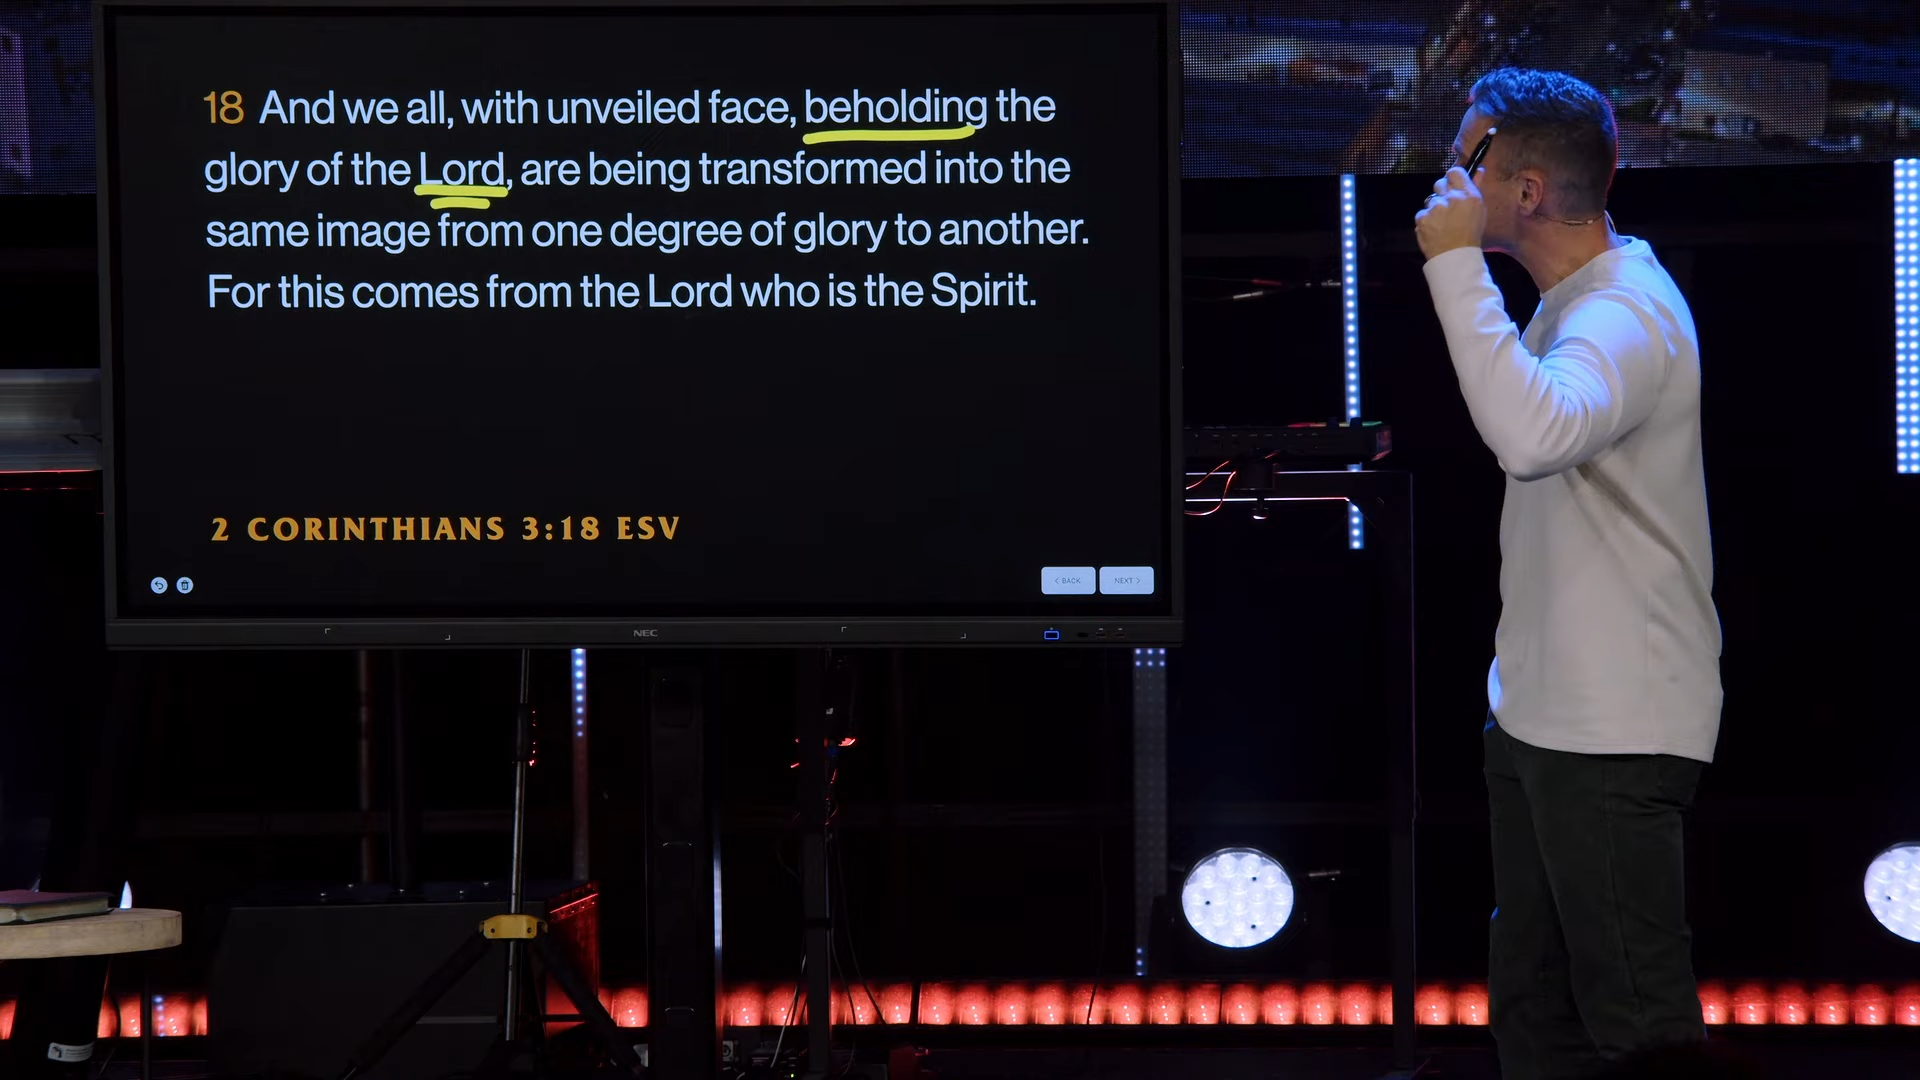 18 And we all, with unveiled face, beholding the
glory of the Lord, are being transformed into the
same image from one degree of glory to another.
For this comes from the Lord who is the Spirit.
2 CORINTHIANS 3:18 ESV
< BACK
NEXT >
NEC